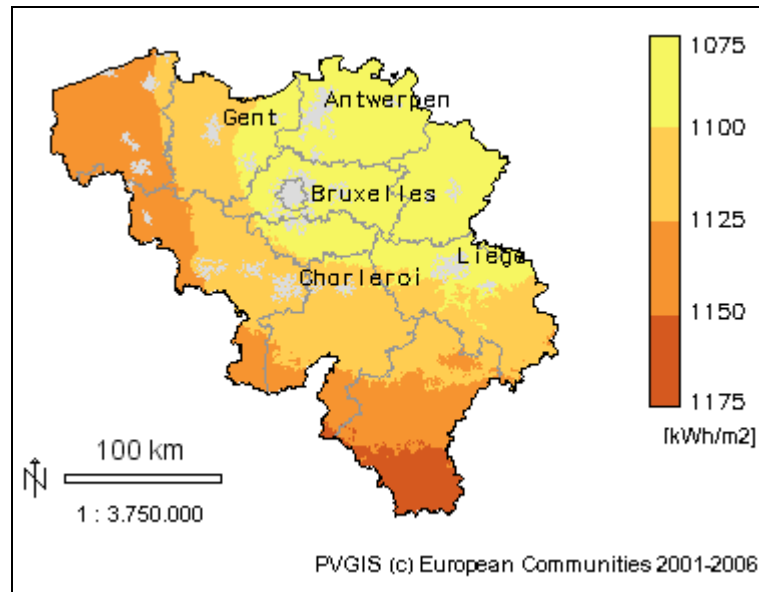 1075
Antwerpen
Gent
1100
Bruxelles
1125
Liege
Charleroi
1150
1175
[kWh/m2]
100 km
N
1 : 3.750.000
PVGIS (c) European Communities 2001-2006